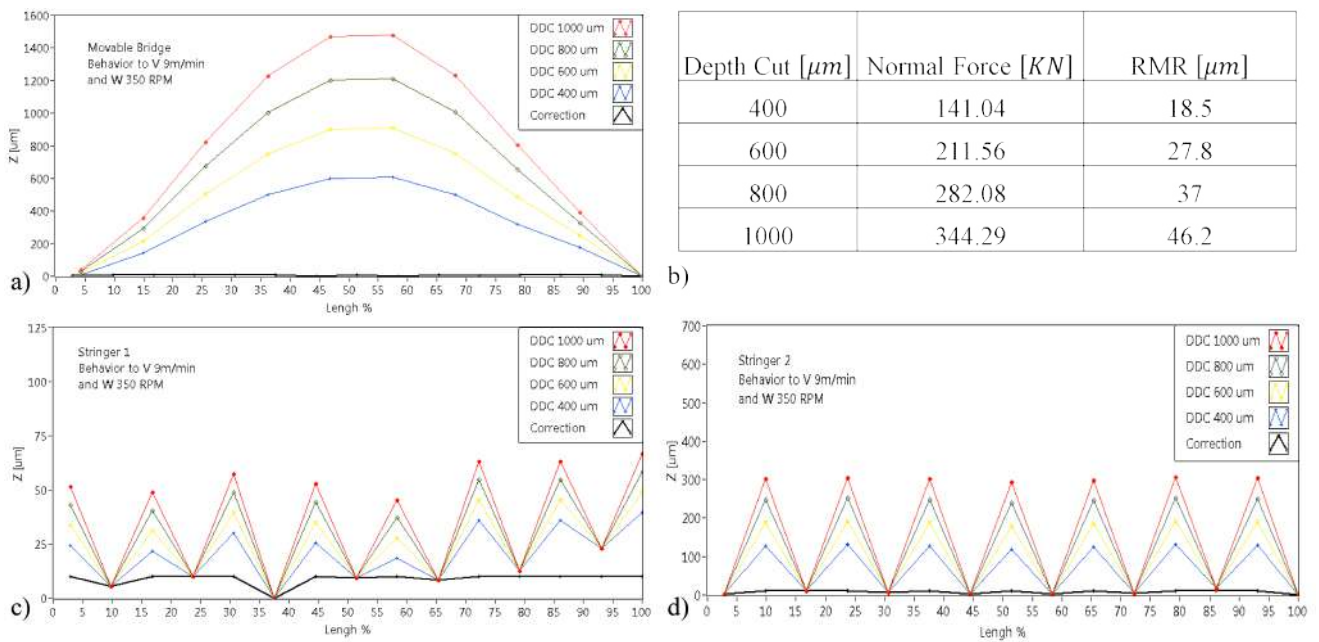 1600
1400
1200
1000
800
600
400
200
0
Z [um]
Movable Bridge
Behavior to V 9m/min
and W 350 RPM
DDC 1000 um
DDC 800 um
DDC 600 um
DDC 400 um
Correction
0 5 10 15 20 25 30 35 40 45 50 55 60 65 70 75 80 85 90 95 100
Lengh %
a)
Depth Cut [μm] Normal Force [KN] RMR [μm]
400 141.04 18.5
600 211.56 27.8
800 282.08 37
1000 344.29 46.2
b)
125
100
75
50
25
0
Z [um]
Stringer 1
Behavior to V 9m/min
and W 350 RPM
DDC 1000 um
DDC 800 um
DDC 600 um
DDC 400 um
Correction
0 5 10 15 20 25 30 35 40 45 50 55 60 65 70 75 80 85 90 95 100
Lengh %
c)
700
600
500
400
300
200
100
0
Z [um]
Stringer 2
Behavior to V 9m/min
and W 350 RPM
DDC 1000 um
DDC 800 um
DDC 600 um
DDC 400 um
Correction
0 5 10 15 20 25 30 35 40 45 50 55 60 65 70 75 80 85 90 95 100
Lengh %
d)